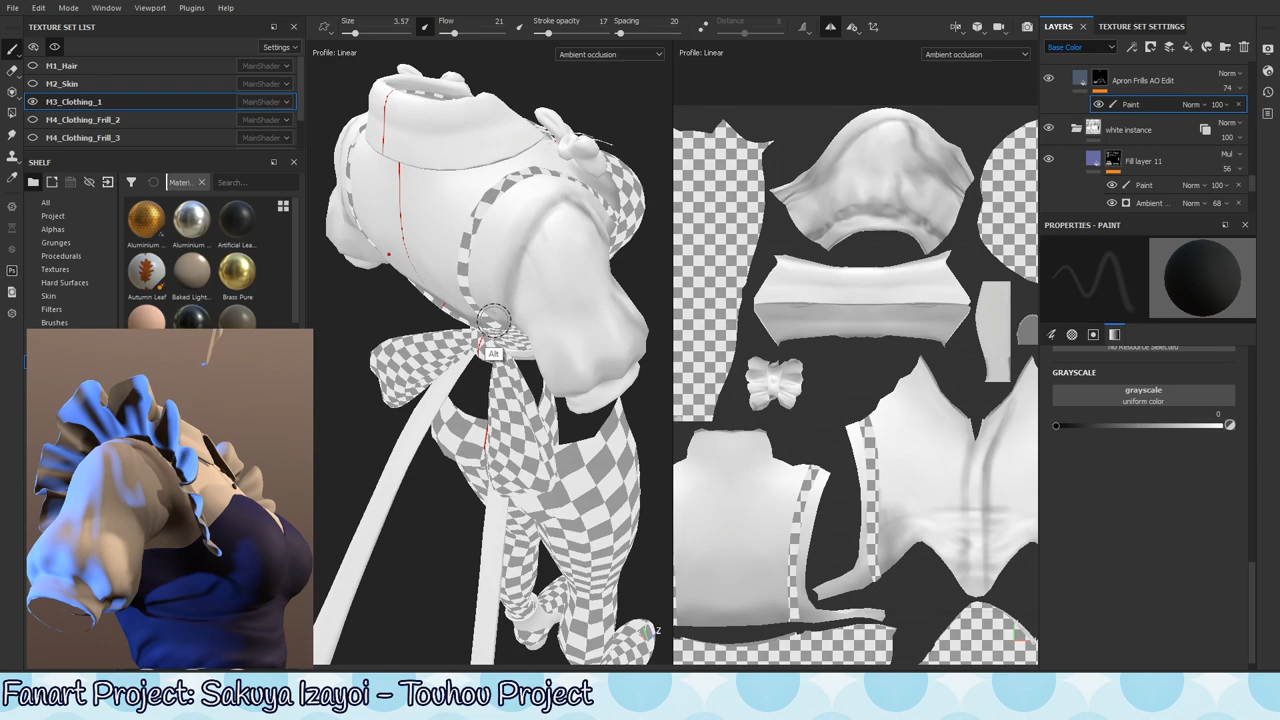 File Edit Mode Window Viewport Plugins Help
TEXTURE SET LIST
Settings
M1_Hair MainShader
M2_Skin MainShader
M3_Clothing_1 MainShader
M4_Clothing_Frill_2 MainShader
M4_Clothing_Frill_3 MainShader
SHELF
Materi...
Search...
All
Project
Alphas
Grunges
Procedurals
Textures
Hard Surfaces
Skin
Filters
Brushes
Aluminium ... Aluminium ... Artificial Lea...
Autumn Leaf Baked Light... Brass Pure
Size 3.57 Flow 21 Stroke opacity 17 Spacing 20 Distance 8
Profile: Linear
Ambient occlusion
Profile: Linear
Ambient occlusion
Alt
Z
LAYERS TEXTURE SET SETTINGS
Base Color
Apron Frills AO Edit Norm 74
Paint Norm 100
white instance Norm 100
Fill layer 11 Mul 56
Paint Norm 100
Ambient ... Norm 68
PROPERTIES - PAINT
No Resource Selected
GRAYSCALE
grayscale
uniform color
0
Fanart Project: Sakuya Izayoi - Touhou Project